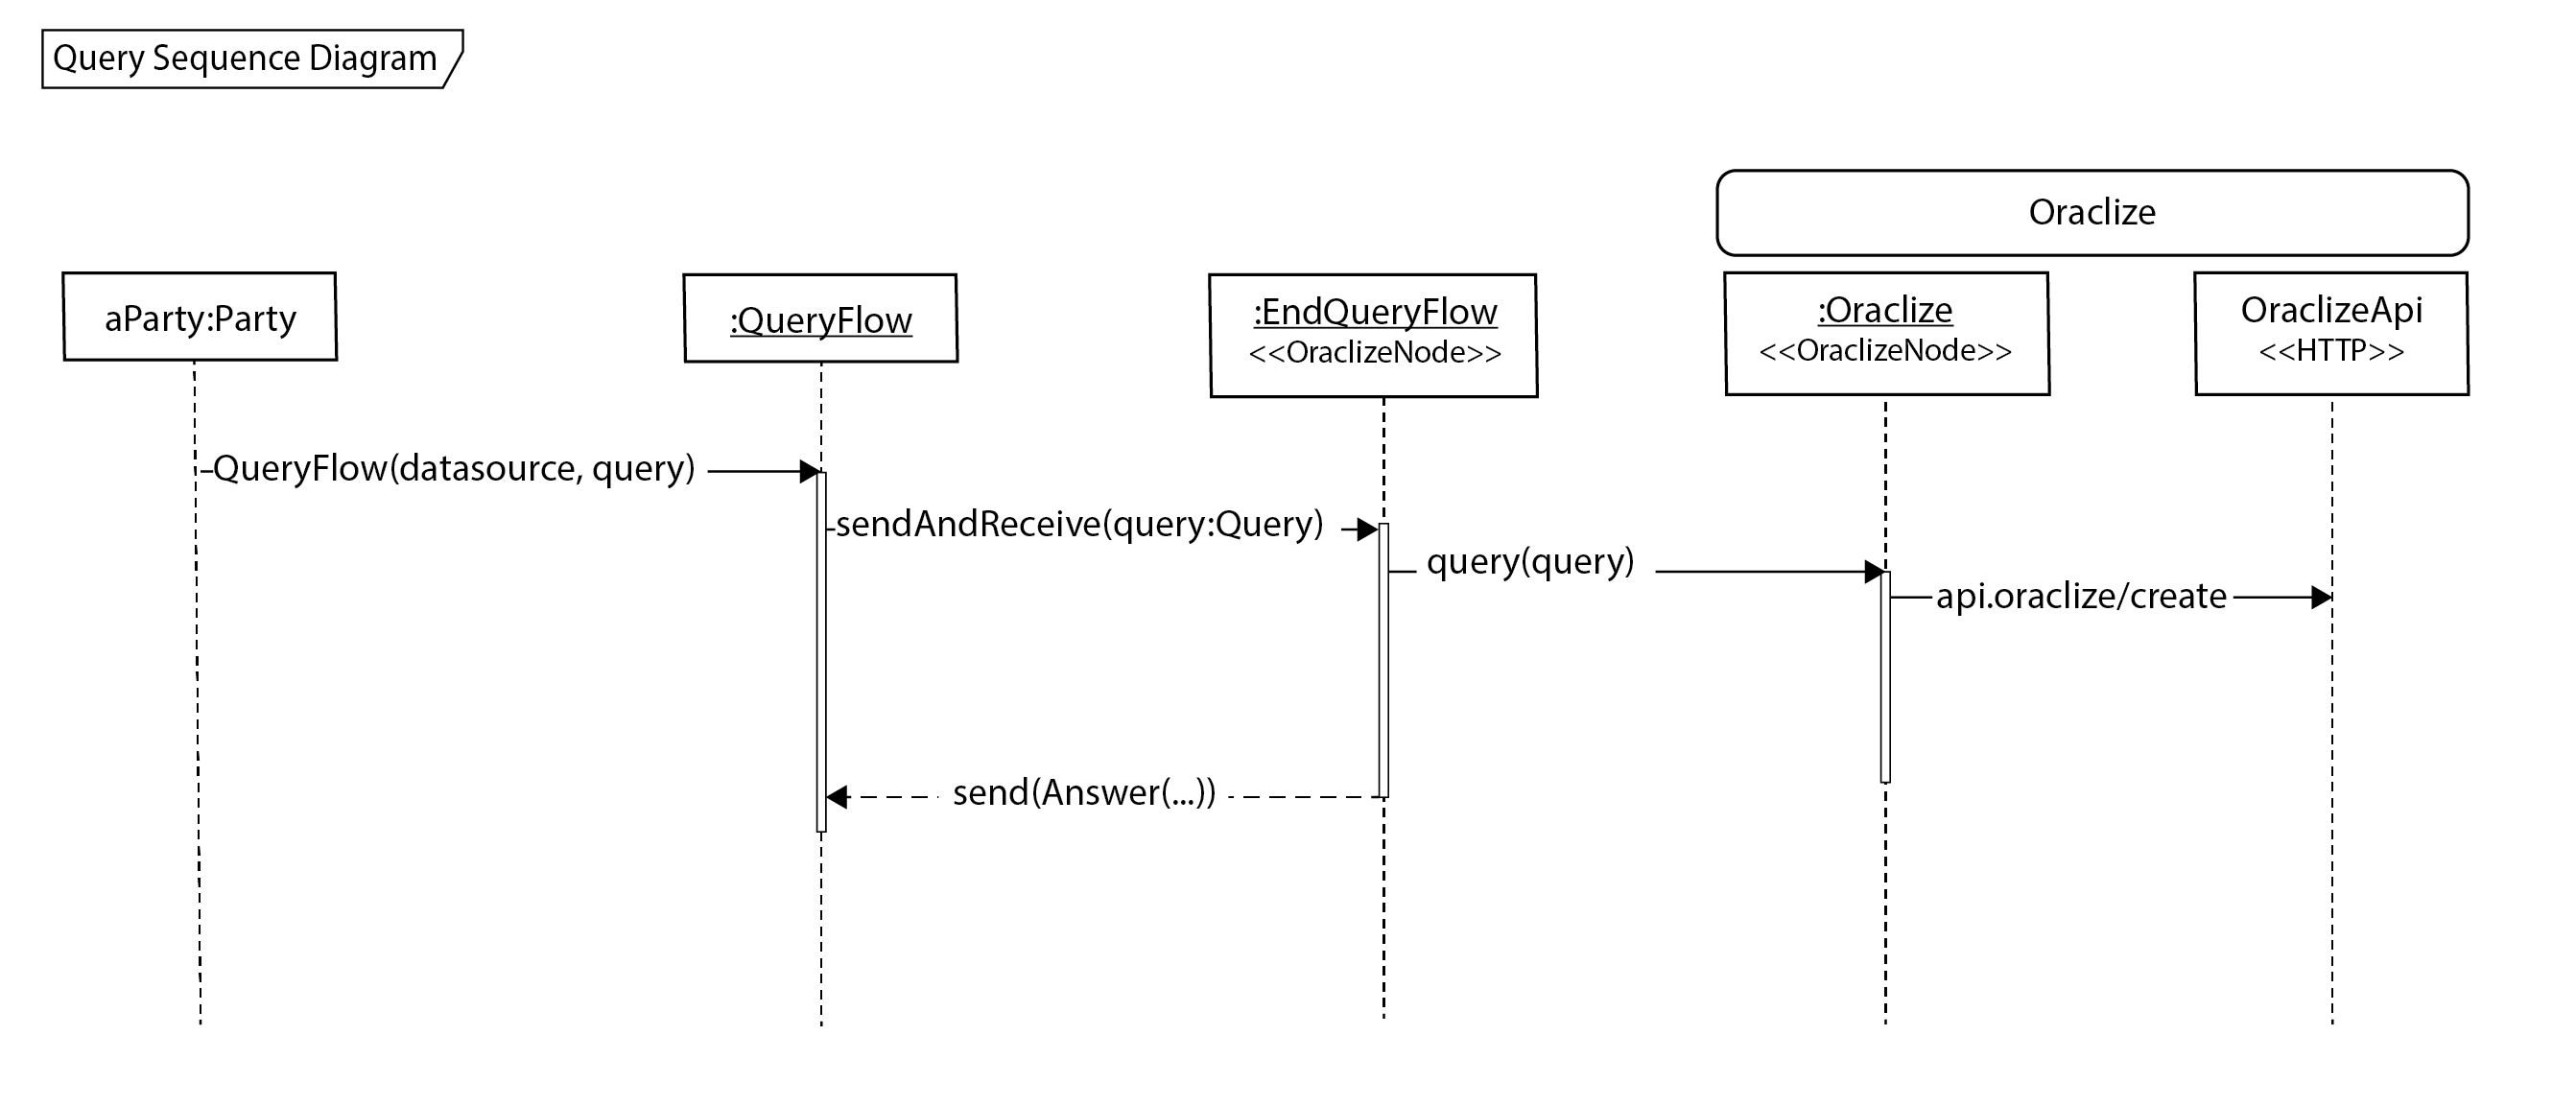 Query Sequence Diagram
Oraclize
aParty:Party
:QueryFlow
:EndQueryFlow
<<OraclizeNode>>
:Oraclize
<<OraclizeNode>>
OraclizeApi
<<HTTP>>
QueryFlow(datasource, query)
sendAndReceive(query:Query)
query(query)
api.oraclize/create
send(Answer(...))